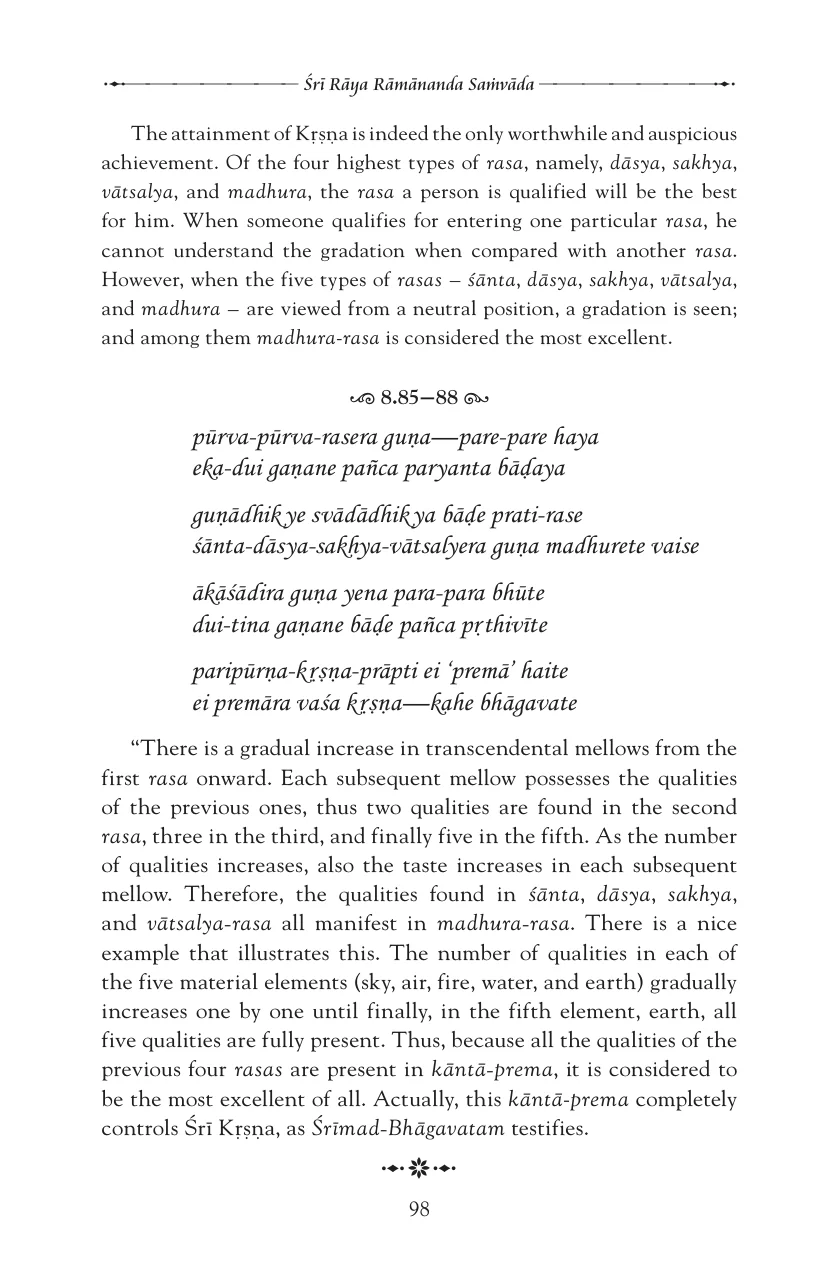 Śrī Rāya Rāmānanda Saṁvāda
The attainment of Kṛṣṇa is indeed the only worthwhile and auspicious
achievement. Of the four highest types of rasa, namely, dāsya, sakhya,
vātsalya, and madhura, the rasa a person is qualified will be the best
for him. When someone qualifies for entering one particular rasa, he
cannot understand the gradation when compared with another rasa.
However, when the five types of rasas – śānta, dāsya, sakhya, vātsalya,
and madhura – are viewed from a neutral position, a gradation is seen;
and among them madhura-rasa is considered the most excellent.
8.85–88
pūrva-pūrva-rasera guṇa—pare-pare haya
eka-dui gaṇane pañca paryanta bāḍaya
guṇādhikye svādādhikya bāḍe prati-rase
śānta-dāsya-sakhya-vātsalyera guṇa madhurete vaise
ākāśādira guṇa yena para-para bhūte
dui-tina gaṇane bāḍe pañca pṛthivīte
paripūrṇa-kṛṣṇa-prāpti ei ‘premā’ haite
ei premāra vaśa kṛṣṇa—kahe bhāgavate
“There is a gradual increase in transcendental mellows from the
first rasa onward. Each subsequent mellow possesses the qualities
of the previous ones, thus two qualities are found in the second
rasa, three in the third, and finally five in the fifth. As the number
of qualities increases, also the taste increases in each subsequent
mellow. Therefore, the qualities found in śānta, dāsya, sakhya,
and vātsalya-rasa all manifest in madhura-rasa. There is a nice
example that illustrates this. The number of qualities in each of
the five material elements (sky, air, fire, water, and earth) gradually
increases one by one until finally, in the fifth element, earth, all
five qualities are fully present. Thus, because all the qualities of the
previous four rasas are present in kāntā-prema, it is considered to
be the most excellent of all. Actually, this kāntā-prema completely
controls Śrī Kṛṣṇa, as Śrīmad-Bhāgavatam testifies.
98